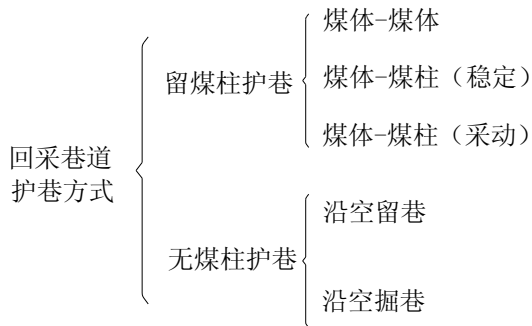 煤体-煤体
留煤柱护巷
煤体-煤柱（稳定）
煤体-煤柱（采动）
回采巷道
护巷方式
沿空留巷
无煤柱护巷
沿空掘巷